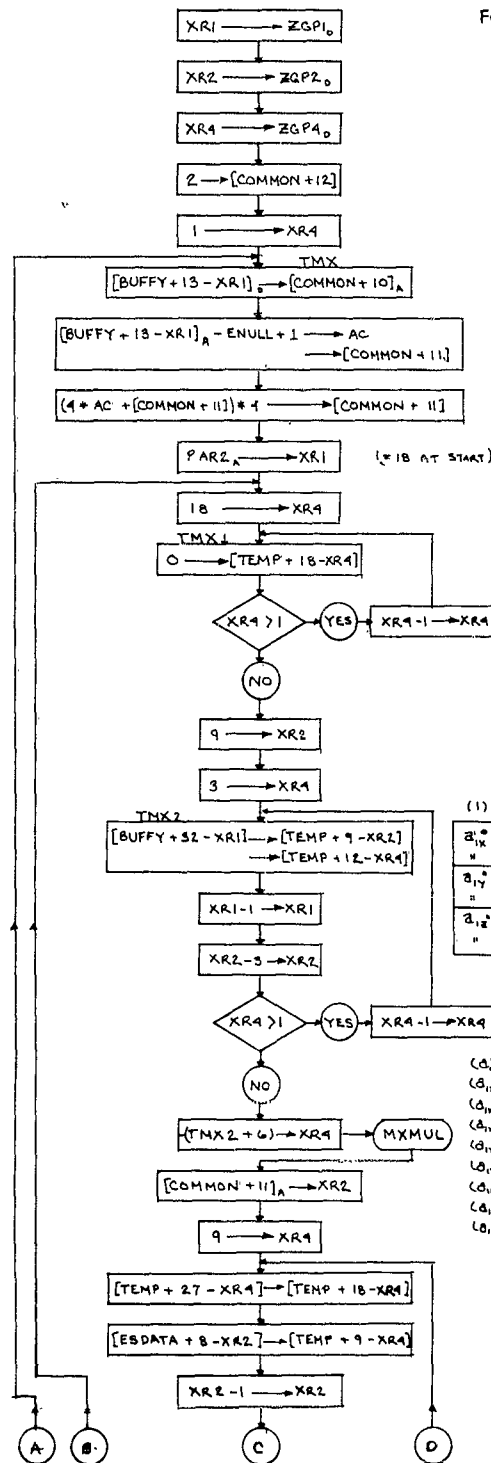 XR1 → ZGP1D
XR2 → ZGP2D
XR4 → ZGP4D
2 → [COMMON +12]
1 → XR4
TMX
[BUFFY + 13 - XR1]D → [COMMON + 10]A
[BUFFY + 13 - XR1]A - ENULL + 1 → AC
→ [COMMON + 11]
(4 * AC + [COMMON + 11]) * 4 → [COMMON + 11]
PAR2A → XR1
(* 18 AT START)
18 → XR4
TMX1
0 → [TEMP + 18 - XR4]
XR4 > 1
YES
XR4 - 1 → XR4
NO
9 → XR2
3 → XR4
TMX2
[BUFFY + 32 - XR1] → [TEMP + 9 - XR2]
→ [TEMP + 12 - XR4]
(1)
XR1 - 1 → XR1
XR2 - 3 → XR2
XR4 > 1
YES
XR4 - 1 → XR4
NO
-(TMX2 + 6) → XR4
MXMUL
[COMMON + 11]A → XR2
9 → XR4
[TEMP + 27 - XR4] → [TEMP + 18 - XR4]
[ESDATA + 8 - XR2] → [TEMP + 9 - XR4]
XR2 - 1 → XR2
A
B
C
D